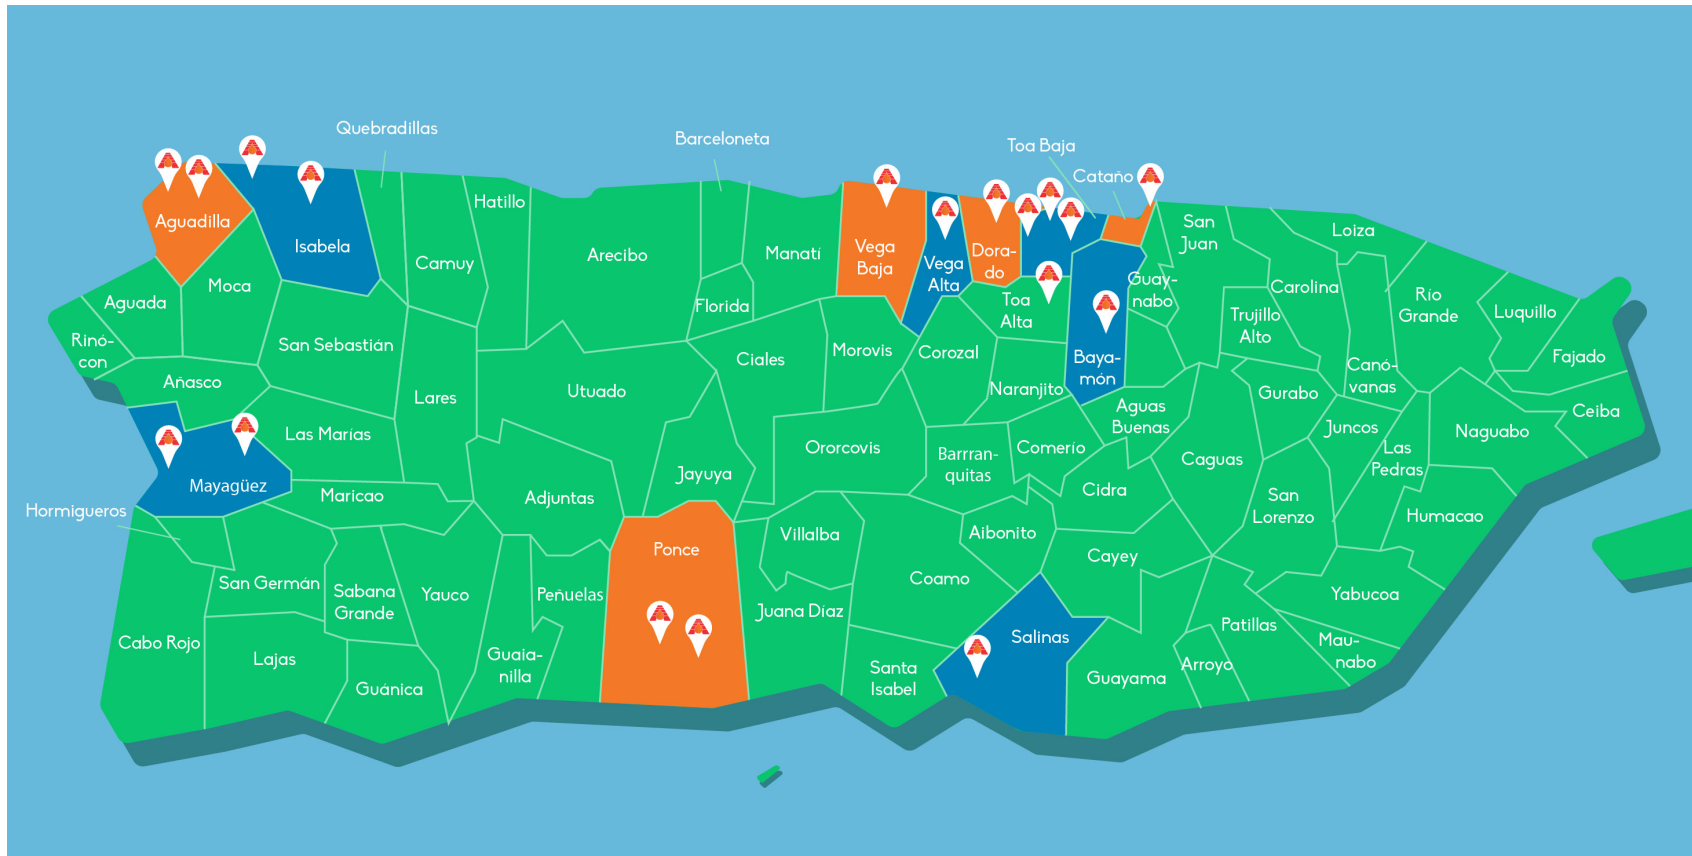 Quebradillas
Barceloneta
Toa Baja
Cataño
Hatillo
Aguadilla
Isabela
Camuy
Arecibo
Manatí
Vega
Baja
Vega
Alta
Dora-
do
San
Juan
Loiza
Moca
Aguada
Florida
Toa
Alta
Guay-
nabo
Carolina
Trujillo
Alto
Río
Grande
Luquillo
Rinó-
con
San Sebastián
Ciales
Morovis
Corozal
Baya-
món
Canó-
vanas
Fajado
Añasco
Lares
Utuado
Naranjito
Aguas
Buenas
Gurabo
Juncos
Ceiba
Las Marías
Ororcovis
Barrran-
quitas
Comerío
Caguas
Las
Pedras
Naguabo
Mayagüez
Maricao
Adjuntas
Jayuya
Cidra
San
Lorenzo
Humacao
Hormigueros
Ponce
Villalba
Aibonito
Cayey
San Germán
Sabana
Grande
Yauco
Peñuelas
Juana Díaz
Coamo
Yabucoa
Cabo Rojo
Lajas
Guánica
Guaia-
nilla
Santa
Isabel
Salinas
Guayama
Arroyo
Patillas
Mau-
nabo